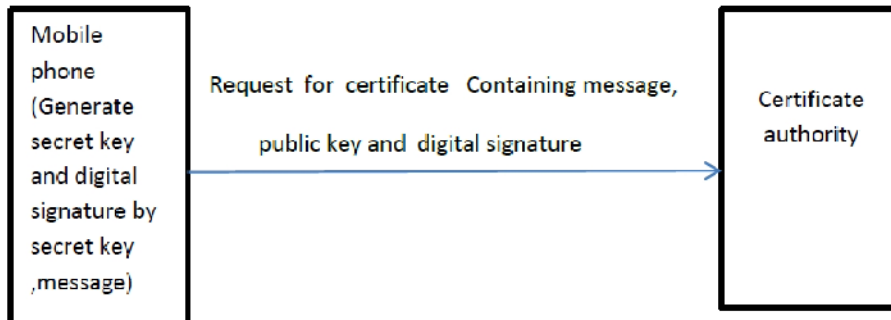 Mobile
phone
(Generate
secret key
and digital
signature by
secret key
,message)
Request for certificate Containing message,
public key and digital signature
Certificate
authority